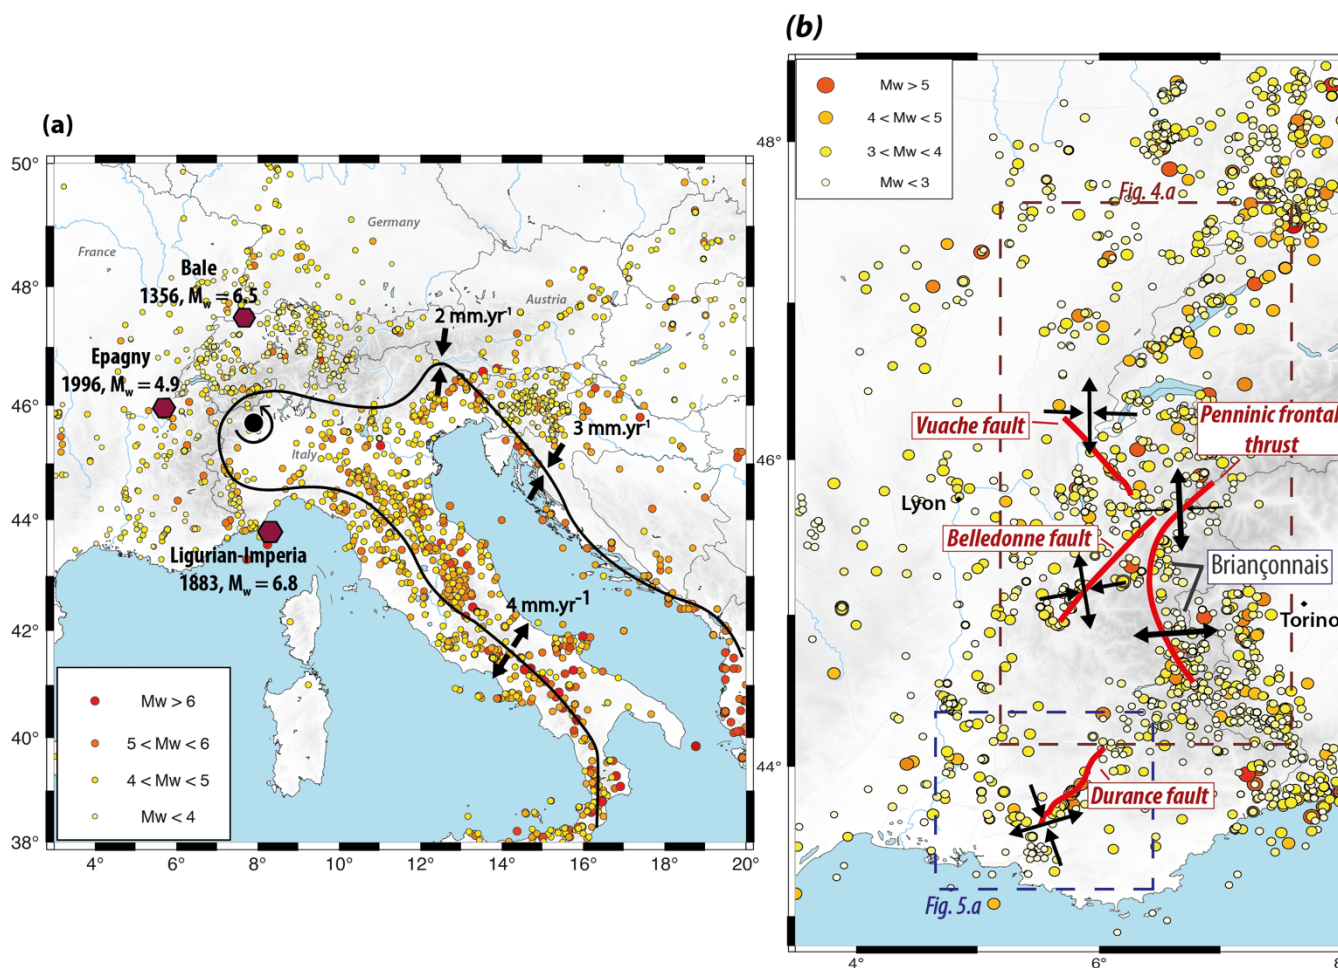 (a)
50°
48°
46°
44°
42°
40°
38°
4
6
8
10
12
14
16
18
20°
France
Germany
Austria
Italy
Bale
1356, Mw = 6.5
Epagny
1996, Mw = 4.9
Ligurian-Imperia
1883, Mw = 6.8
2 mm.yr¹
3 mm.yr¹
4 mm.yr⁻¹
Mw > 6
5 < Mw < 6
4 < Mw < 5
Mw < 4
(b)
Mw > 5
4 < Mw < 5
3 < Mw < 4
Mw < 3
48°
46°
44°
4°
6°
8
Fig. 4.a
Vuache fault
Penninic frontal
thrust
Lyon
Belledonne fault
Briançonnais
Torino
Durance fault
Fig. 5.a